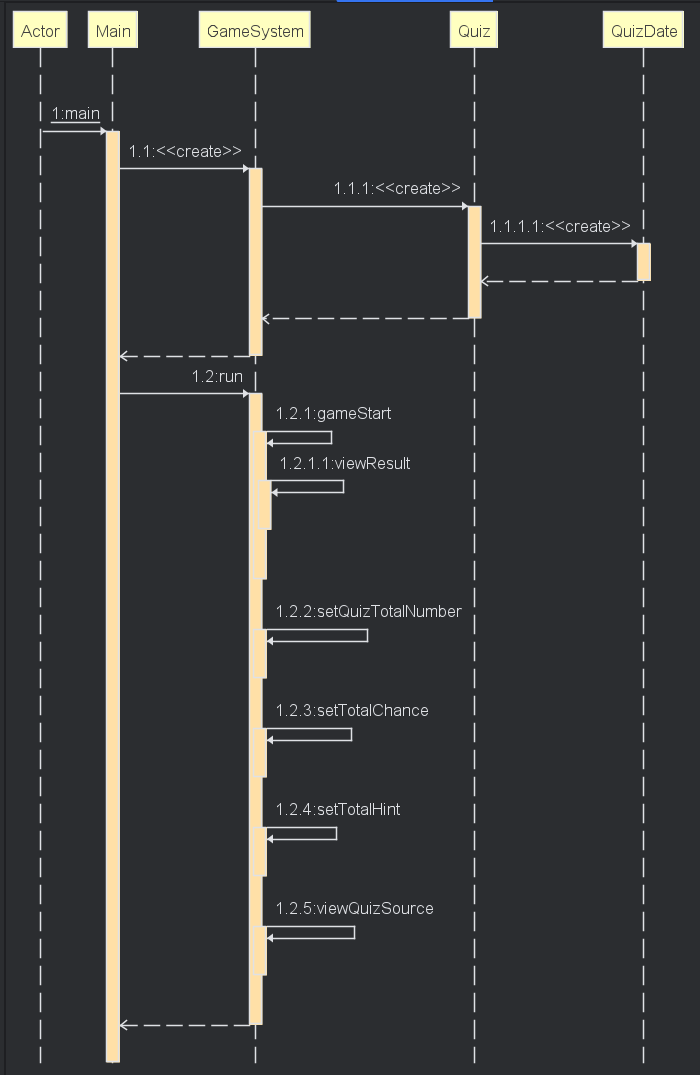 Actor Main GameSystem Quiz QuizDate
1:main
1.1:<<create>>
1.1.1:<<create>>
1.1.1.1:<<create>>
1.2:run
1.2.1:gameStart
1.2.1.1:viewResult
1.2.2:setQuizTotalNumber
1.2.3:setTotalChance
1.2.4:setTotalHint
1.2.5:viewQuizSource